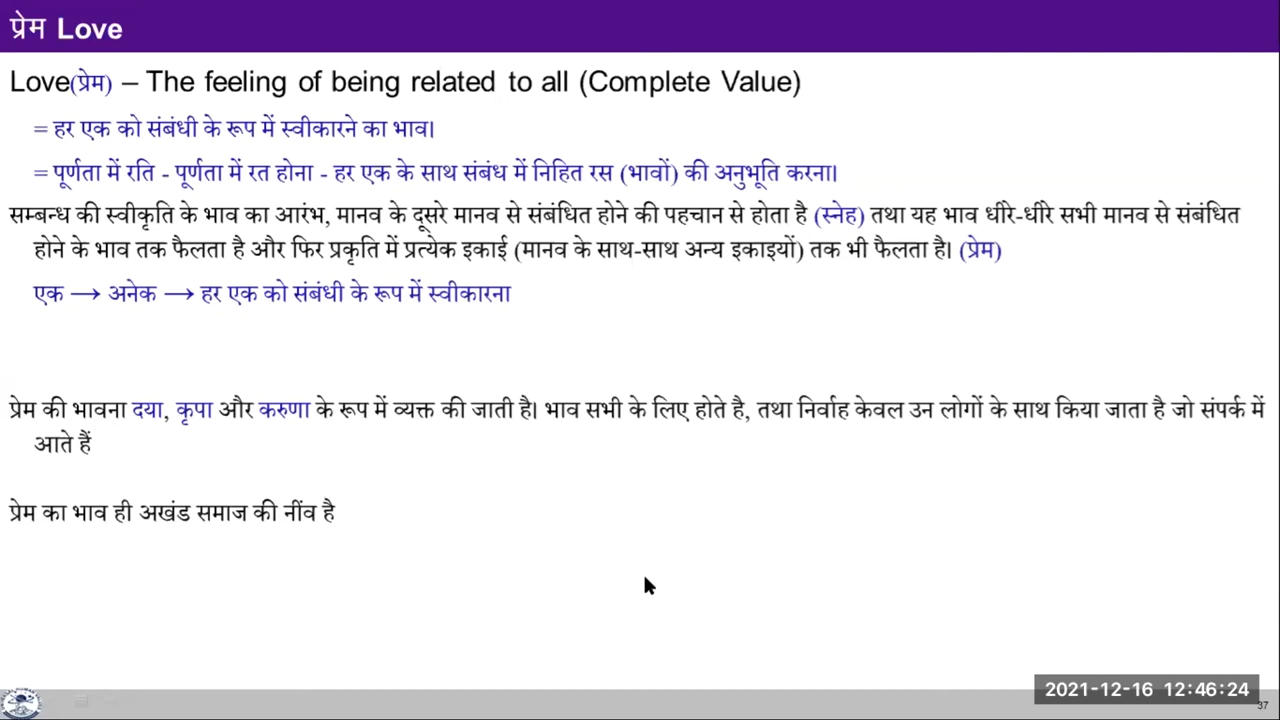 प्रेम Love
Love(प्रेम) – The feeling of being related to all (Complete Value)
= हर एक को संबंधी के रूप में स्वीकारने का भाव।
= पूर्णता में रति - पूर्णता में रत होना - हर एक के साथ संबंध में निहित रस (भावों) की अनुभूति करना।
सम्बन्ध की स्वीकृति के भाव का आरंभ, मानव के दूसरे मानव से संबंधित होने की पहचान से होता है (स्नेह) तथा यह भाव धीरे-धीरे सभी मानव से संबंधित
होने के भाव तक फैलता है और फिर प्रकृति में प्रत्येक इकाई (मानव के साथ-साथ अन्य इकाइयों) तक भी फैलता है। (प्रेम)
एक → अनेक → हर एक को संबंधी के रूप में स्वीकारना
प्रेम की भावना दया, कृपा और करुणा के रूप में व्यक्त की जाती है। भाव सभी के लिए होते है, तथा निर्वाह केवल उन लोगों के साथ किया जाता है जो संपर्क में
आते हैं
प्रेम का भाव ही अखंड समाज की नींव है
2021-12-16 12:46:24
37